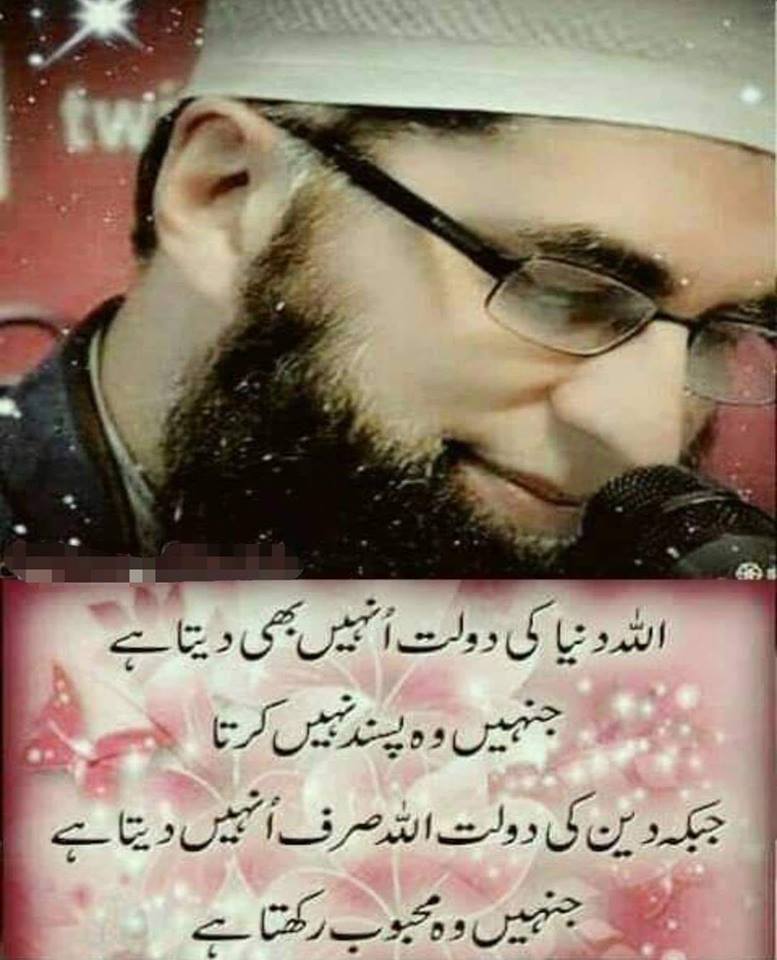 twi
اللہ دنیا کی دولت اُنہیں بھی دیتا ہے
جنہیں وہ پسند نہیں کرتا
جبکہ دین کی دولت اللہ صرف اُنہیں دیتا ہے
جنہیں وہ محبوب رکھتا ہے